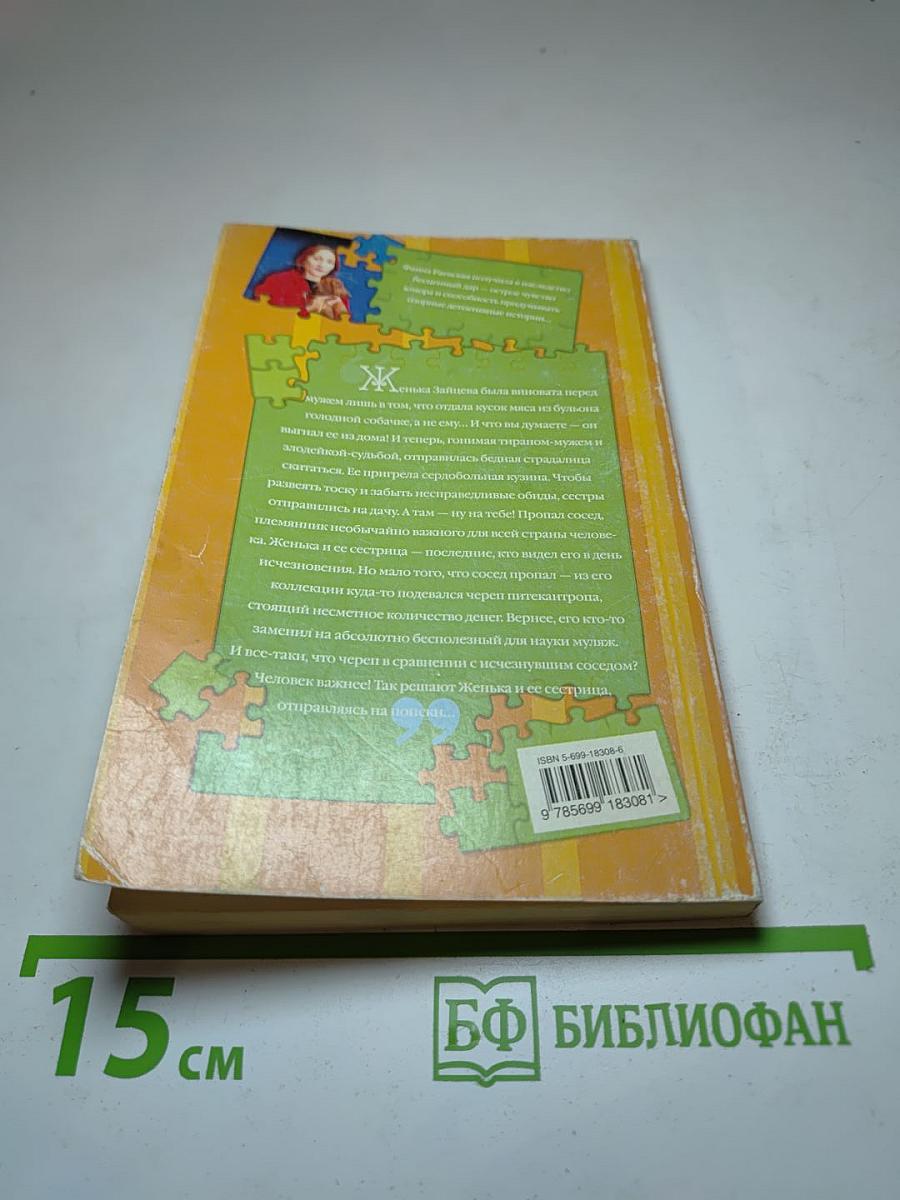 Фаина Раевская получила в наследство
бесценный дар — острое чувство
юмора и способность придумывать
озорные детективные истории...
Женька Зайцева была виновата перед
мужем лишь в том, что отдала кусок мяса из бульона
голодной собачке, а не ему... И что вы думаете — он
выгнал ее из дома! И теперь, гонимая тираном-мужем и
злодейкой-судьбой, отправилась бедная страдалица
скитаться. Ее пригрела сердобольная кузина. Чтобы
развеять тоску и забыть несправедливые обиды, сестры
отправились на дачу. А там — ну на тебе! Пропал сосед,
племянник необычайно важного для всей страны челове-
ка. Женька и ее сестрица — последние, кто видел его в день
исчезновения. Но мало того, что сосед пропал — из его
коллекции куда-то подевался череп питекантропа,
стоящий несметное количество денег. Вернее, его кто-то
заменил на абсолютно бесполезный для науки муляж.
И все-таки, что череп в сравнении с исчезнувшим соседом?
Человек важнее! Так решают Женька и ее сестрица,
отправляясь на поиски...
ISBN 5-699-18308-6
9 785699 183081 >
15 см
БФ БИБЛИОФАН